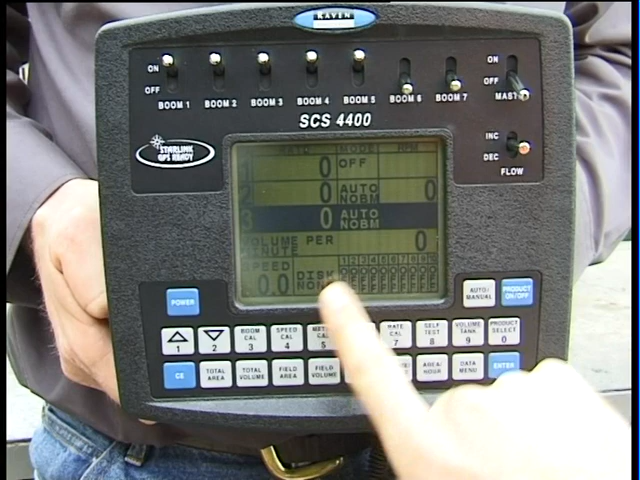 RAVEN
ON
OFF
BOOM 1 BOOM 2 BOOM 3 BOOM 4 BOOM 5 BOOM 6 BOOM 7
ON
OFF
SCS 4400
STARLINK
GPS READY
INC
DEC
FLOW
MODE
1 0 OFF
2 0 AUTO NOBM 0
3 0 AUTO NOBM
VOLUME PER MINUTE 0
SPEED
0.0
DISK
NONE
POWER
AUTO/ MANUAL
PRODUCT ON/OFF
1
2
BOOM CAL 3
SPEED CAL 4
5
RATE CAL 7
SELF TEST 8
VOLUME TANK 9
PRODUCT SELECT 0
CE
TOTAL AREA
TOTAL VOLUME
FIELD AREA
FIELD VOLUME
AREA/ HOUR
DATA MENU
ENTER